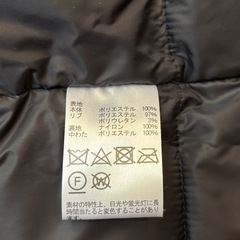 表地
本体 ポリエステル 100%
リブ ポリエステル 97%
ポリウレタン 3%
裏地 ナイロン 100%
中わた ポリエステル 100%
F W
素材の特性上、日光や蛍光灯に長時間
当たると変色することがあります。